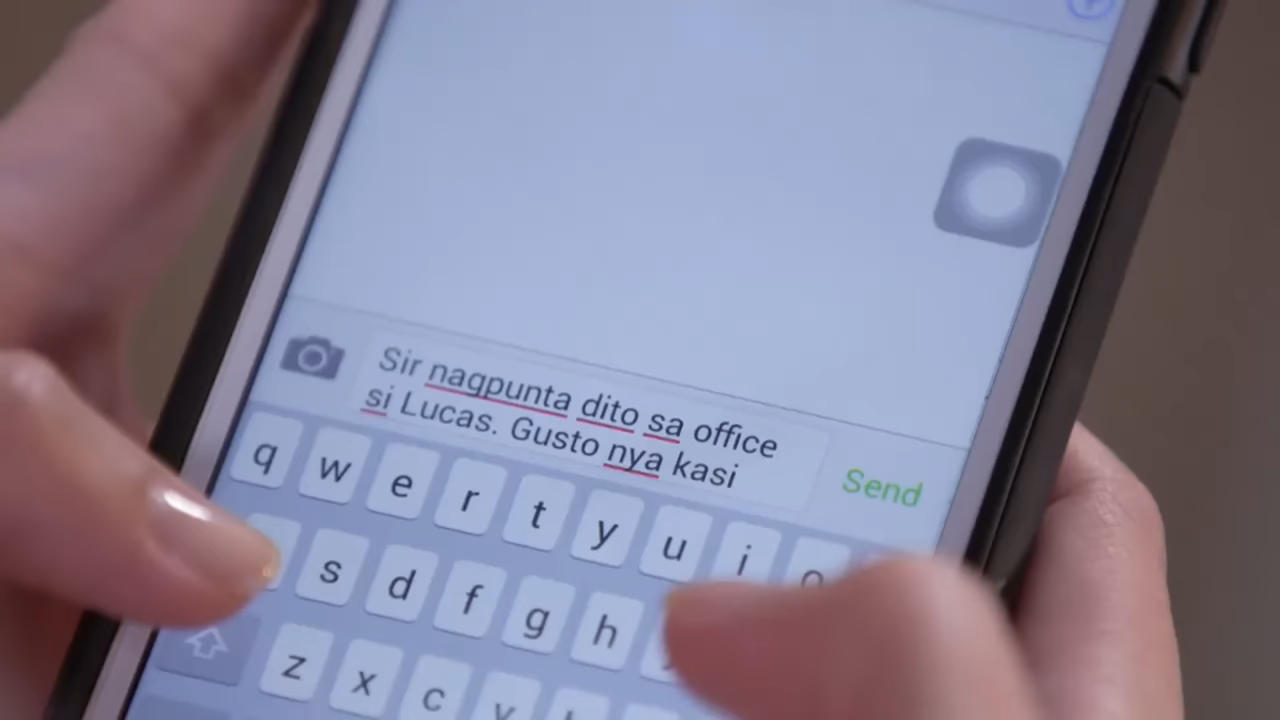 Sir nagpunta dito sa office
si Lucas. Gusto nya kasi
Send
q w e r t y u i o
s d f g h
z x c v